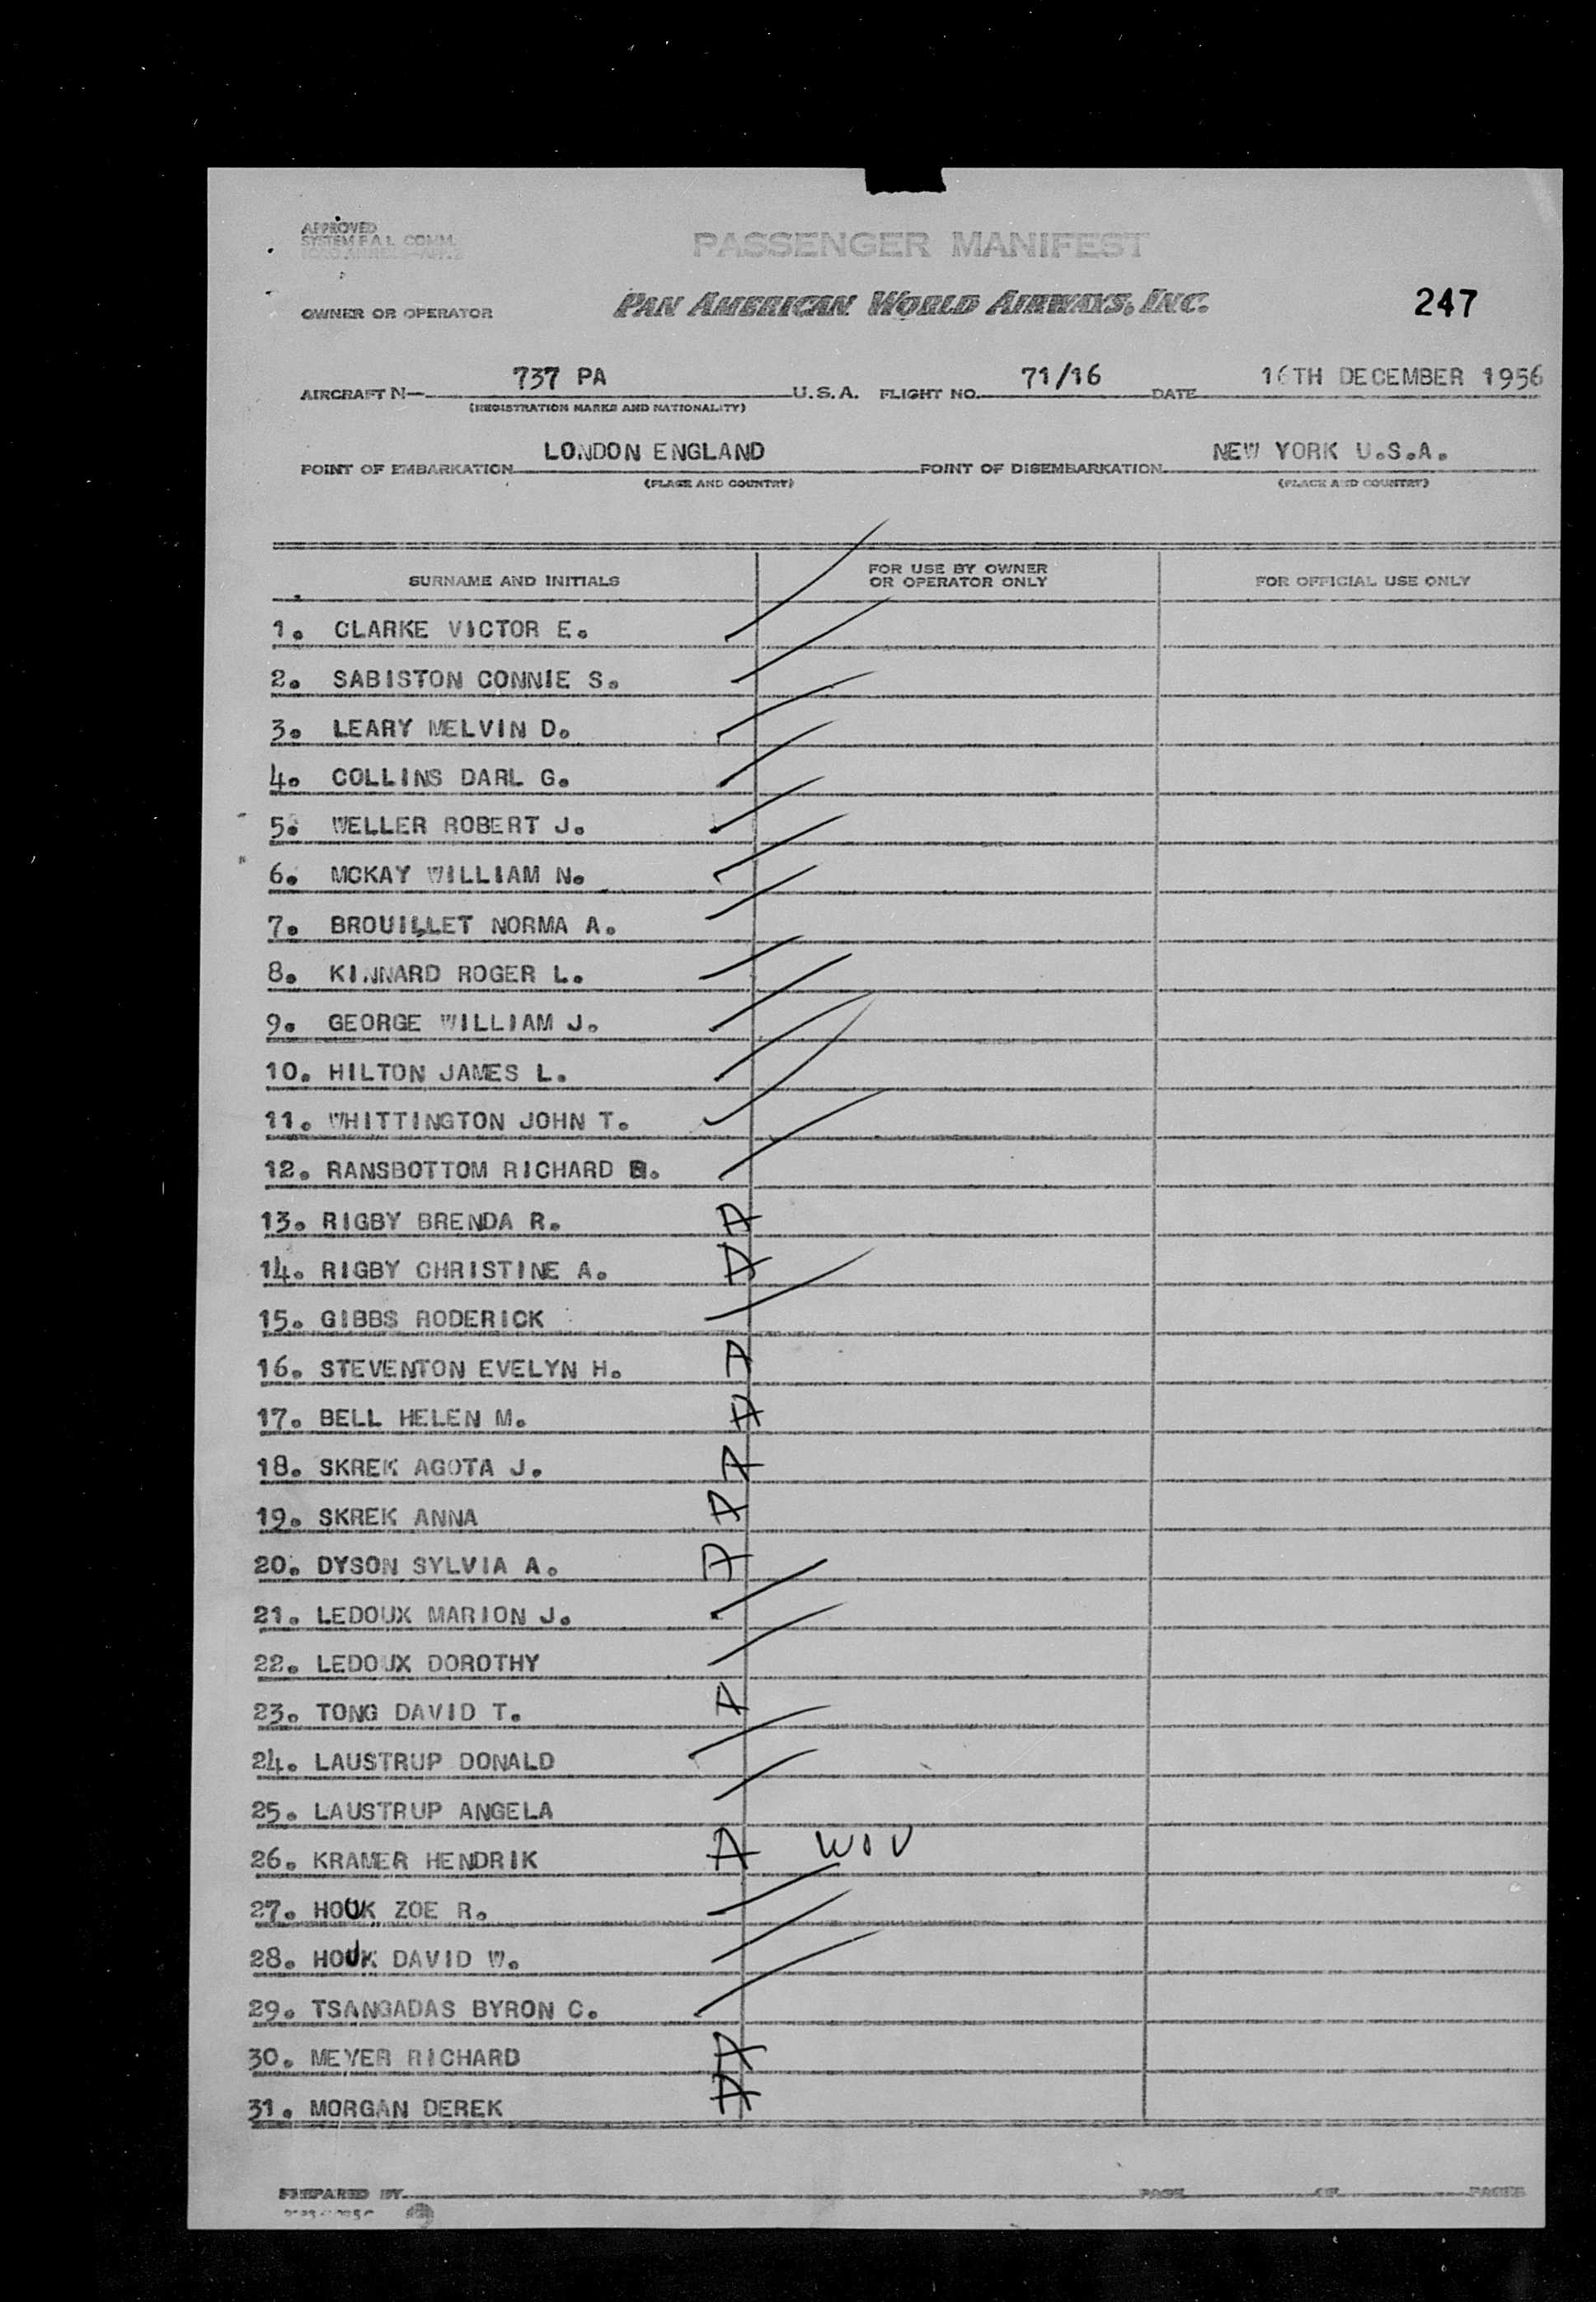 APPROVED
SYSTEM F.A.L. COMM.
PASSENGER MANIFEST
OWNER OR OPERATOR PAN AMERICAN WORLD AIRWAYS, INC. 247
AIRCRAFT N— 737 PA U.S.A. FLIGHT NO. 71/16 DATE 16TH DECEMBER 1956
(REGISTRATION MARKS AND NATIONALITY)
POINT OF EMBARKATION LONDON ENGLAND POINT OF DISEMBARKATION NEW YORK U.S.A.
(PLACE AND COUNTRY) (PLACE AND COUNTRY)
SURNAME AND INITIALS FOR USE BY OWNER OR OPERATOR ONLY FOR OFFICIAL USE ONLY
1. CLARKE VICTOR E.
2. SABISTON CONNIE S.
3. LEARY MELVIN D.
4. COLLINS DARL G.
5. WELLER ROBERT J.
6. MCKAY WILLIAM N.
7. BROUILLET NORMA A.
8. KINNARD ROGER L.
9. GEORGE WILLIAM J.
10. HILTON JAMES L.
11. WHITTINGTON JOHN T.
12. RANSBOTTOM RICHARD B.
13. RIGBY BRENDA R. A
14. RIGBY CHRISTINE A. A
15. GIBBS RODERICK
16. STEVENTON EVELYN H. A
17. BELL HELEN M. A
18. SKREK AGOTA J. A
19. SKREK ANNA A
20. DYSON SYLVIA A. A
21. LEDOUX MARION J.
22. LEDOUX DOROTHY
23. TONG DAVID T. A
24. LAUSTRUP DONALD
25. LAUSTRUP ANGELA
26. KRAMER HENDRIK A WOV
27. HOUK ZOE R.
28. HOUK DAVID W.
29. TSANGADAS BYRON C.
30. MEYER RICHARD A
31. MORGAN DEREK A
PREPARED BY PAGE OF PAGES